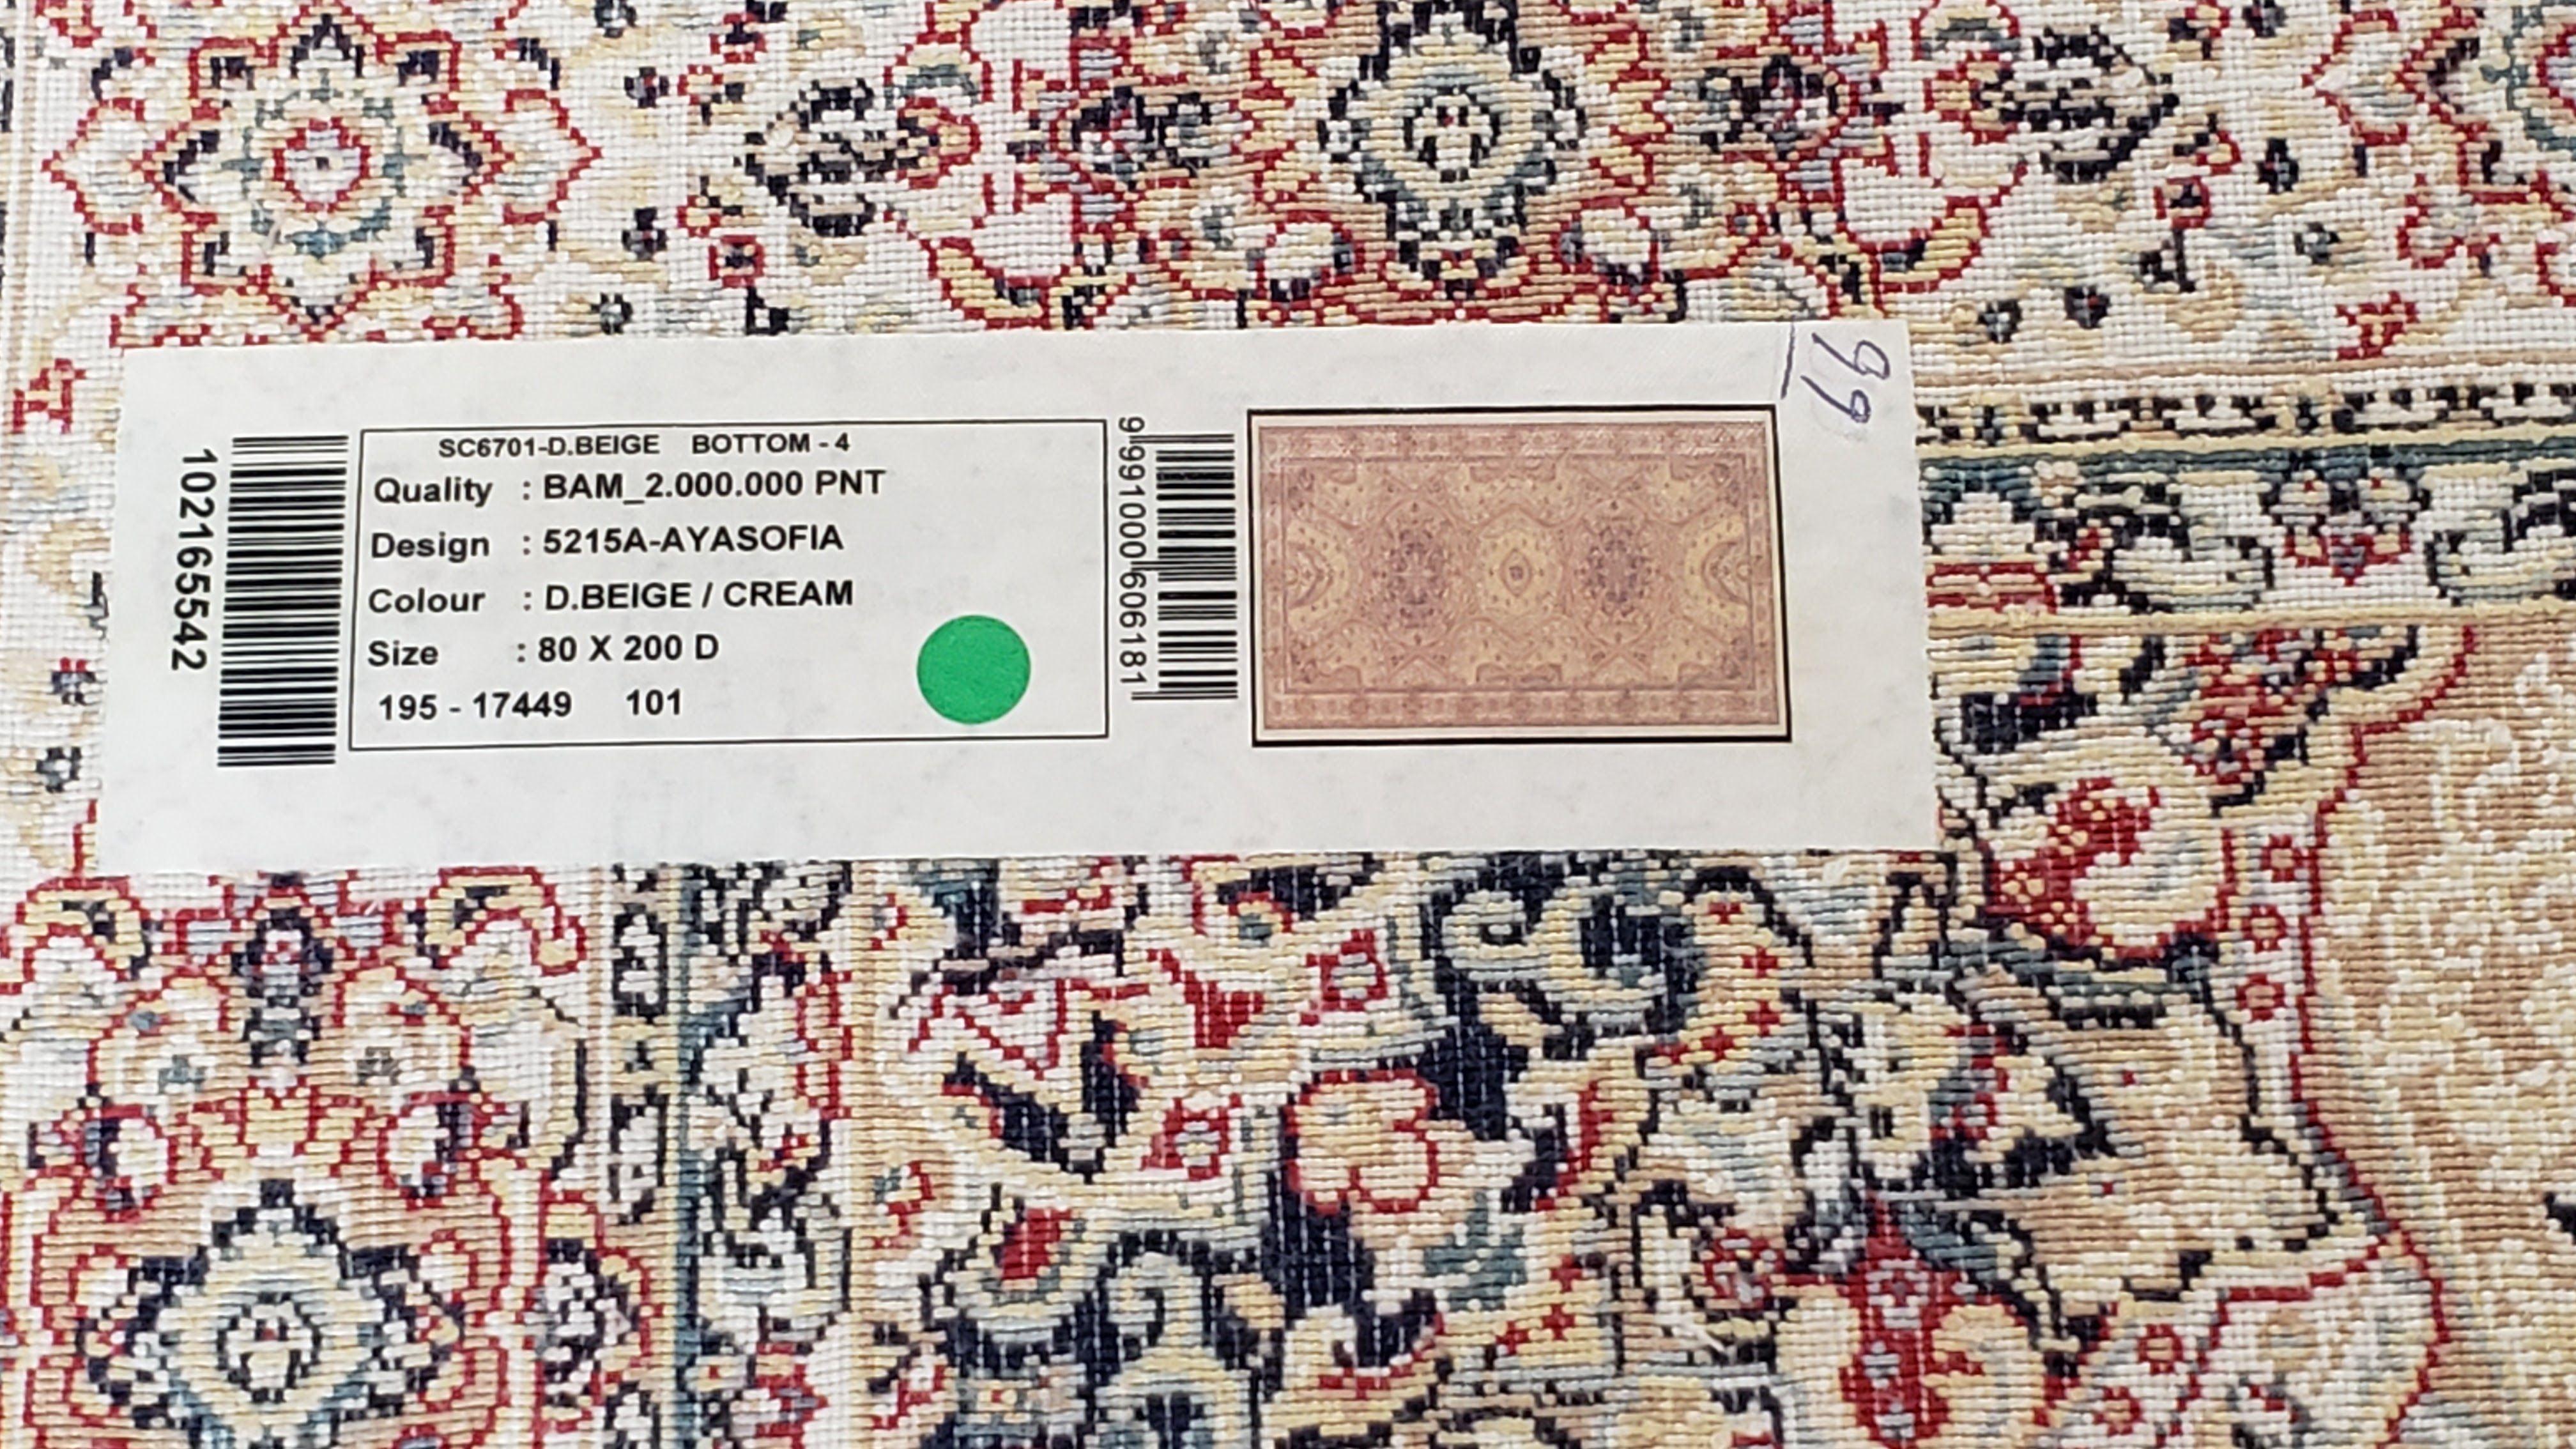 102165542
SC6701-D.BEIGE BOTTOM - 4
Quality : BAM_2.000.000 PNT
Design : 5215A-AYASOFIA
Colour : D.BEIGE / CREAM
Size : 80 X 200 D
195 - 17449 101
9991000606181
99